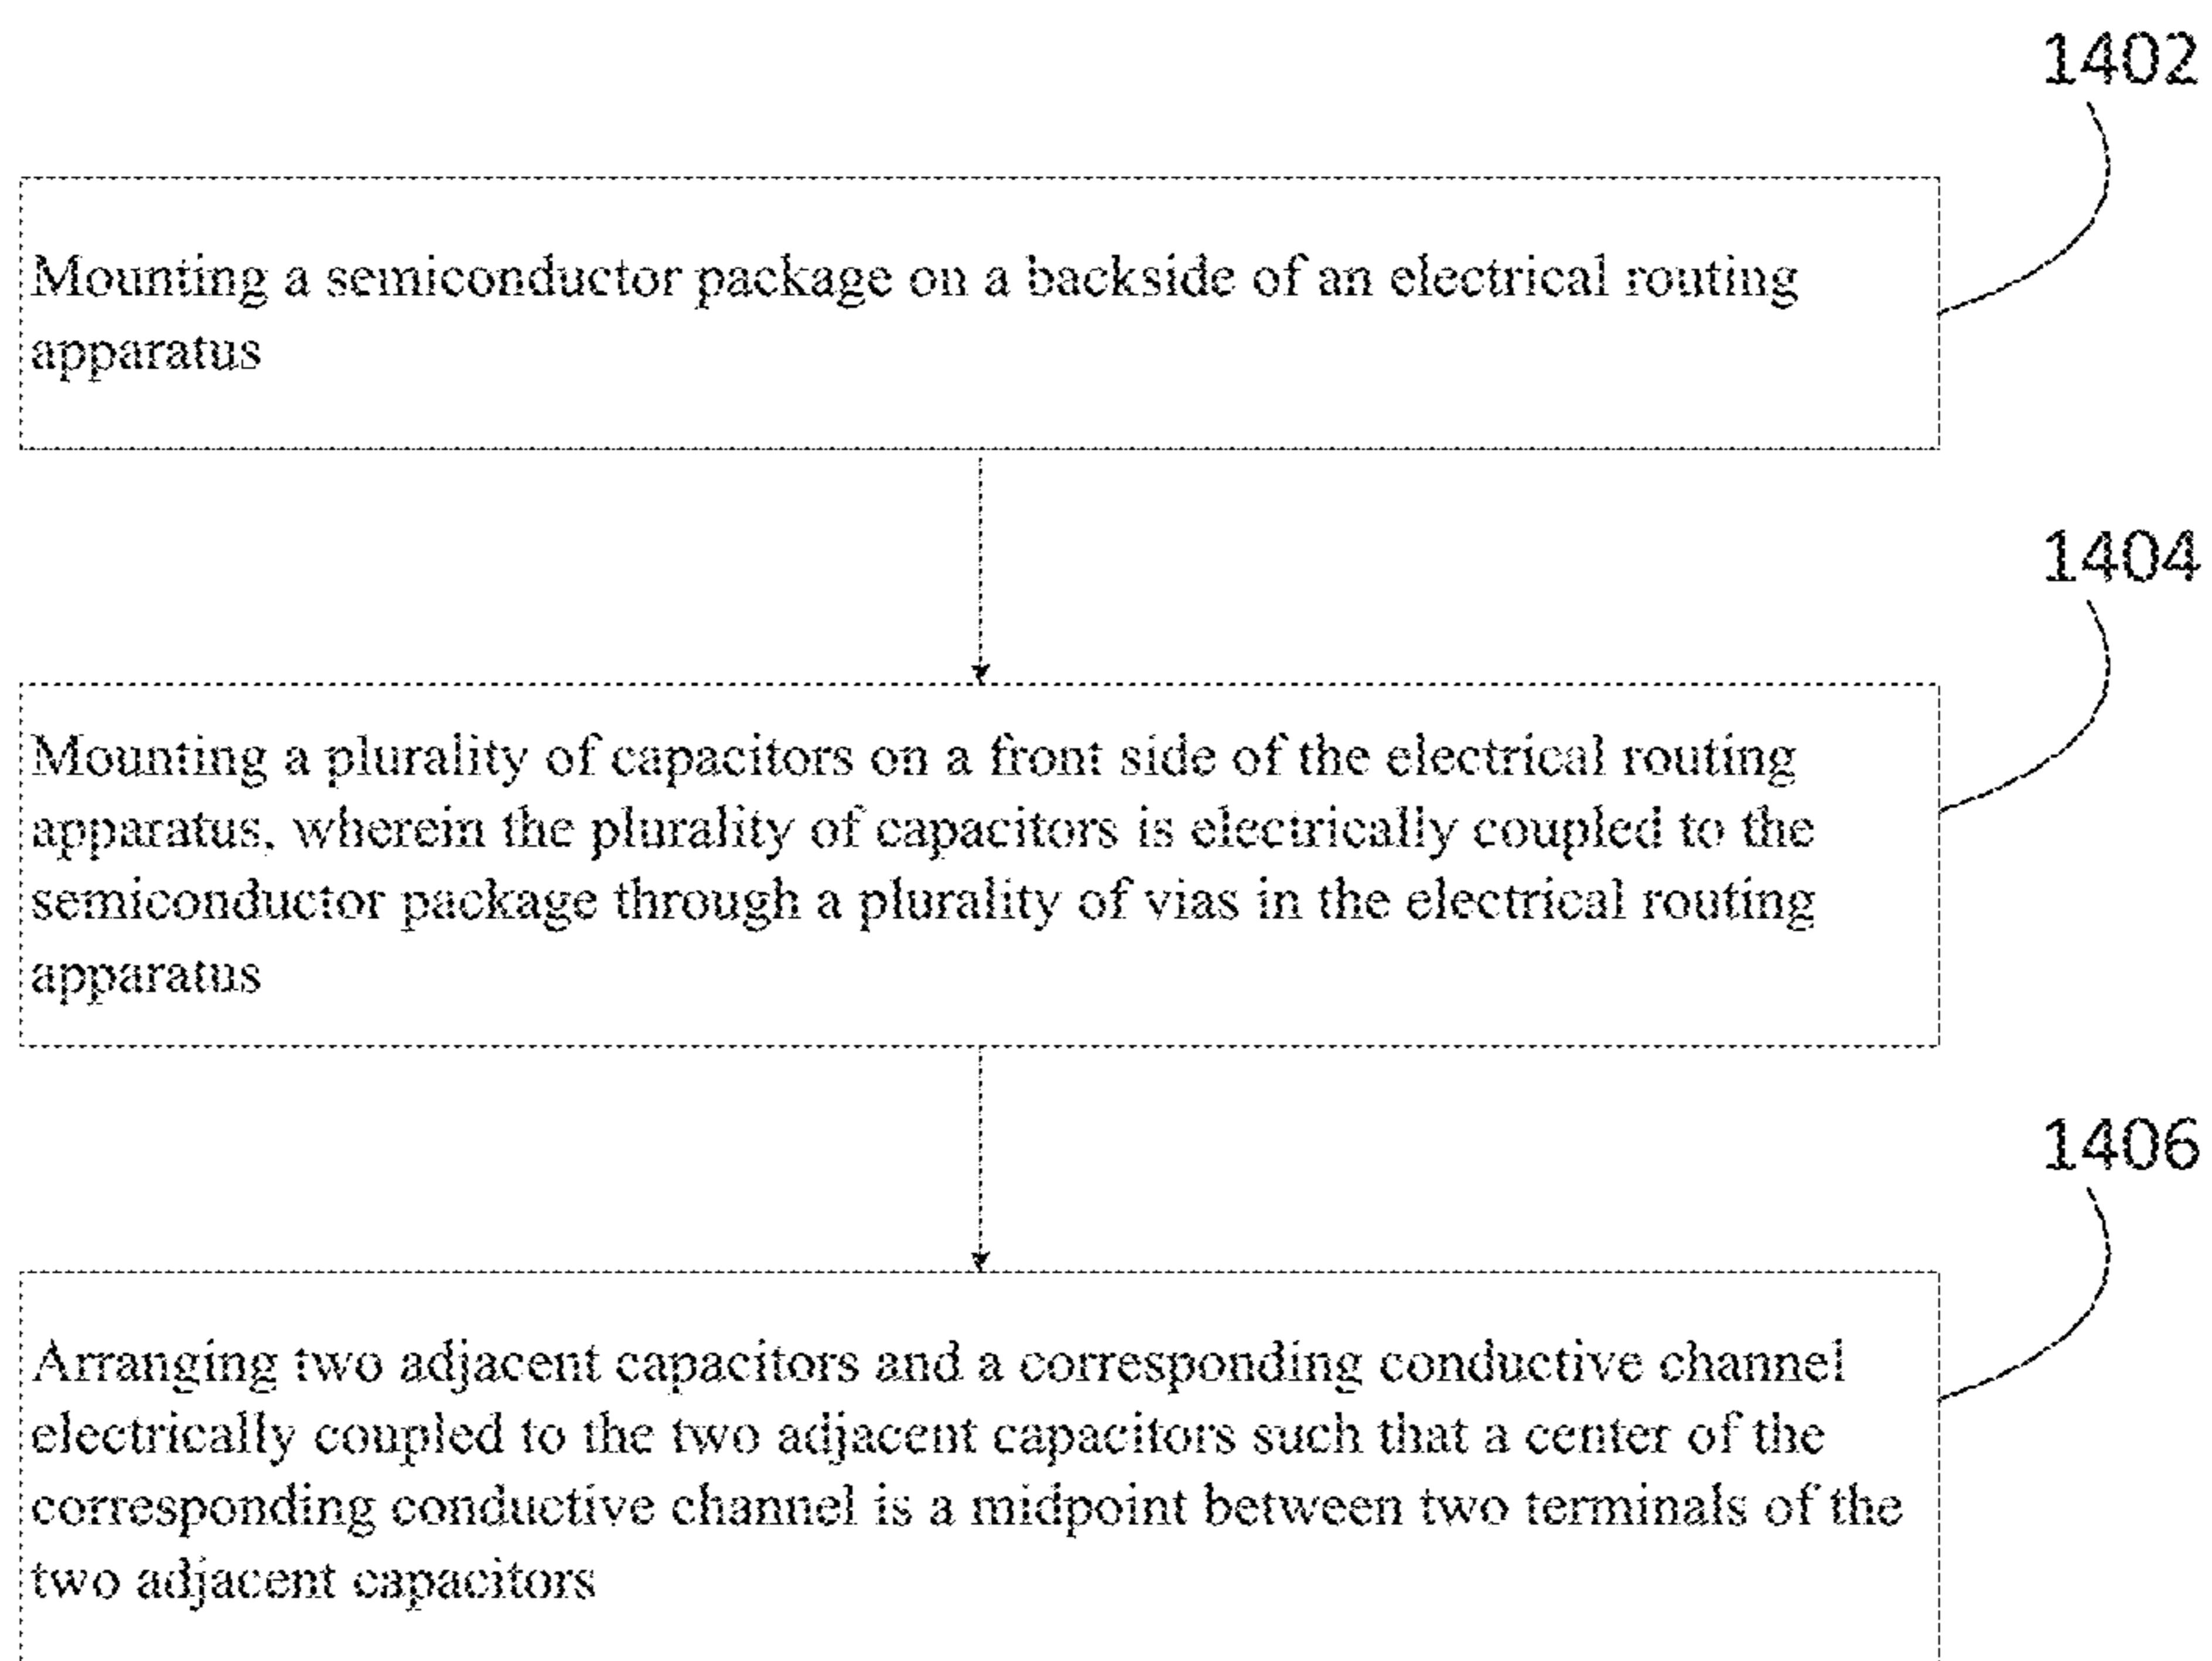 1402
Mounting a semiconductor package on a backside of an electrical routing
apparatus
1404
Mounting a plurality of capacitors on a front side of the electrical routing
apparatus, wherein the plurality of capacitors is electrically coupled to the
semiconductor package through a plurality of vias in the electrical routing
apparatus
1406
Arranging two adjacent capacitors and a corresponding conductive channel
electrically coupled to the two adjacent capacitors such that a center of the
corresponding conductive channel is a midpoint between two terminals of the
two adjacent capacitors